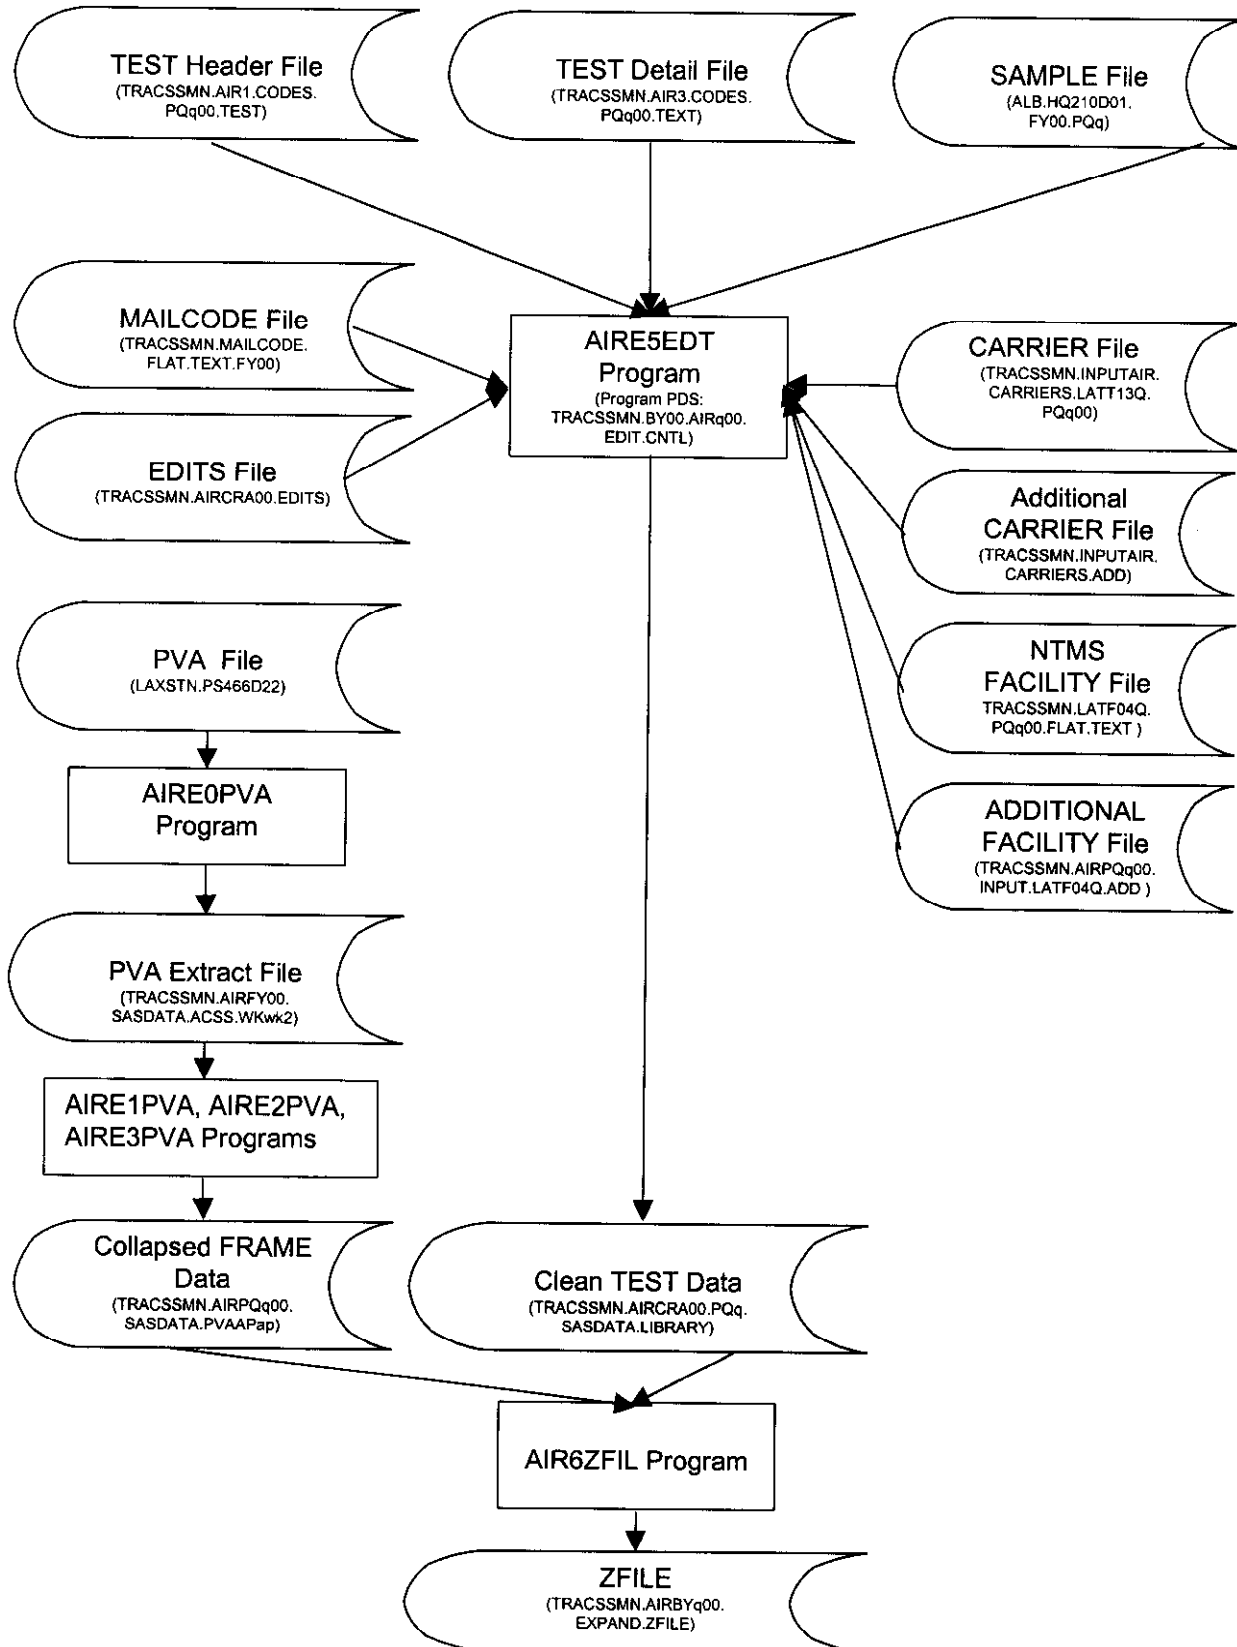 TEST Header File
(TRACSSMN.AIR1.CODES.
PQq00.TEST)
TEST Detail File
(TRACSSMN.AIR3.CODES.
PQq00.TEXT)
SAMPLE File
(ALB.HQ210D01.
FY00.PQq)
MAILCODE File
(TRACSSMN.MAILCODE.
FLAT.TEXT.FY00)
AIRE5EDT
Program
(Program PDS:
TRACSSMN.BY00.AIRq00.
EDIT.CNTL)
CARRIER File
(TRACSSMN.INPUTAIR.
CARRIERS.LATT13Q.
PQq00)
EDITS File
(TRACSSMN.AIRCRA00.EDITS)
Additional
CARRIER File
(TRACSSMN.INPUTAIR.
CARRIERS.ADD)
PVA File
(LAXSTN.PS466D22)
NTMS
FACILITY File
TRACSSMN.LATF04Q.
PQq00.FLAT.TEXT )
AIRE0PVA
Program
ADDITIONAL
FACILITY File
(TRACSSMN.AIRPQq00.
INPUT.LATF04Q.ADD )
PVA Extract File
(TRACSSMN.AIRFY00.
SASDATA.ACSS.WKwk2)
AIRE1PVA, AIRE2PVA,
AIRE3PVA Programs
Collapsed FRAME
Data
(TRACSSMN.AIRPQq00.
SASDATA.PVAAPap)
Clean TEST Data
(TRACSSMN.AIRCRA00.PQq.
SASDATA.LIBRARY)
AIR6ZFIL Program
ZFILE
(TRACSSMN.AIRBYq00.
EXPAND.ZFILE)